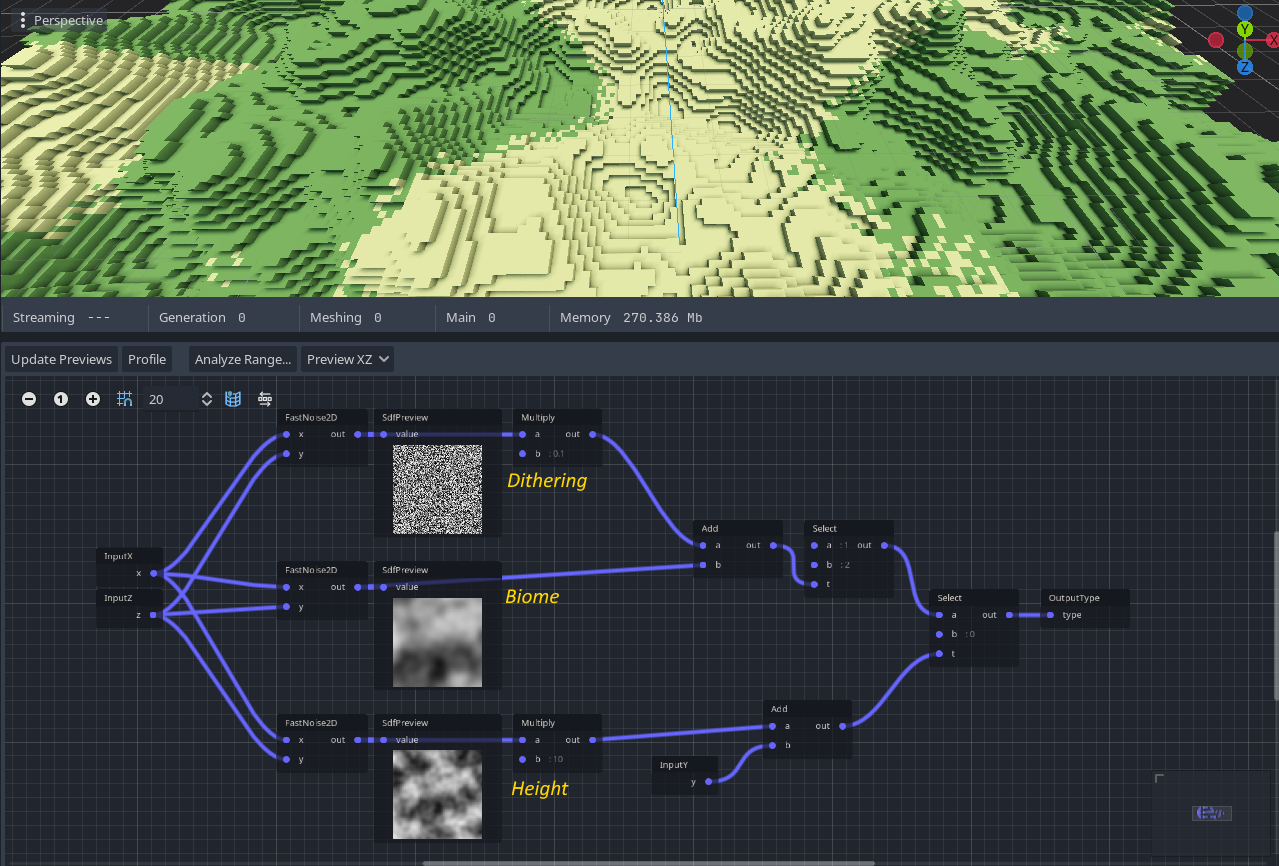 Perspective
Y
X
Z
Streaming --- Generation 0 Meshing 0 Main 0 Memory 270.386 Mb
Update Previews Profile Analyze Range... Preview XZ
1 20
FastNoise2D SdfPreview Multiply
x out value a out
y b : 0.1
Dithering
Add Select
a out a : 1 out
b b : 2
t
InputX
x
InputZ
z
FastNoise2D SdfPreview
x out value
y
Biome
Select OutputType
a out type
b : 0
t
FastNoise2D SdfPreview Multiply
x out value a out
y b : 10
Height
Add
a out
b
InputY
y